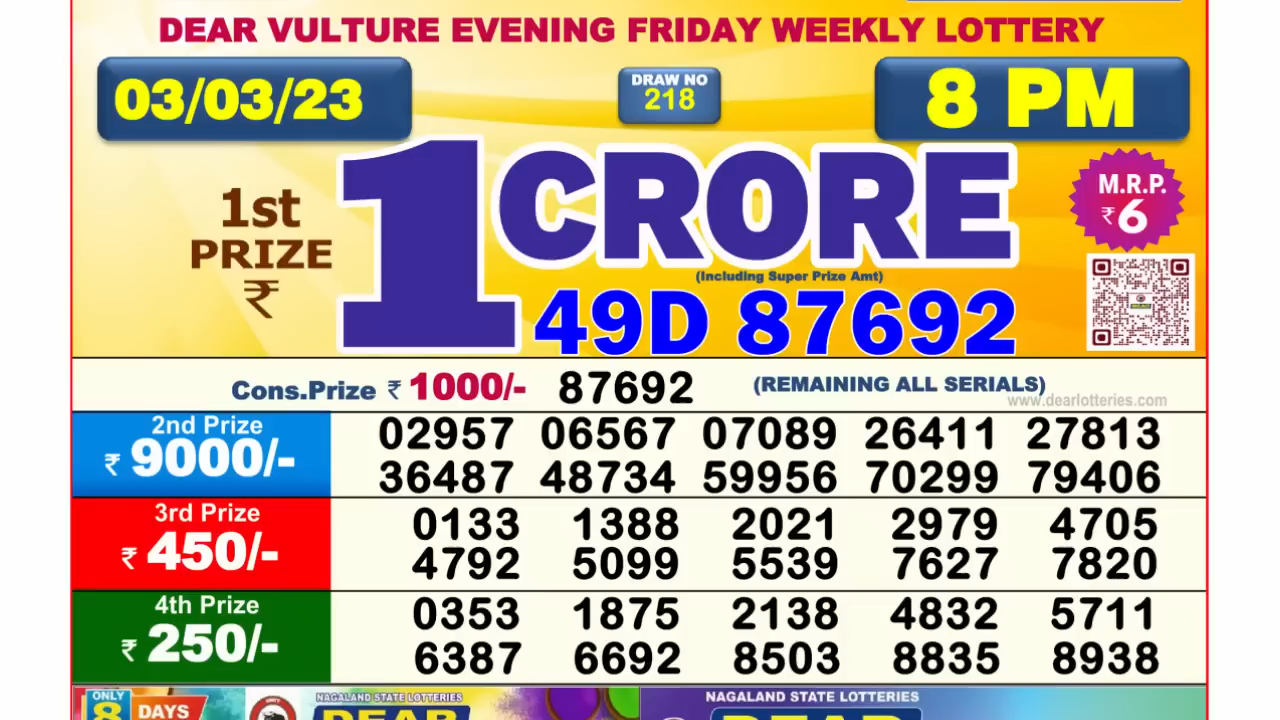 DEAR VULTURE EVENING FRIDAY WEEKLY LOTTERY
03/03/23
DRAW NO
218
8 PM
1st
PRIZE
₹
1 CRORE
(Including Super Prize Amt)
49D 87692
M.R.P.
₹ 6
Cons.Prize ₹ 1000/- 87692 (REMAINING ALL SERIALS)
www.dearlotteries.com
2nd Prize
₹ 9000/-
02957 06567 07089 26411 27813
36487 48734 59956 70299 79406
3rd Prize
₹ 450/-
0133 1388 2021 2979 4705
4792 5099 5539 7627 7820
4th Prize
₹ 250/-
0353 1875 2138 4832 5711
6387 6692 8503 8835 8938
ONLY
8 DAYS
NAGALAND STATE LOTTERIES
DEAR
NAGALAND STATE LOTTERIES
DEAR